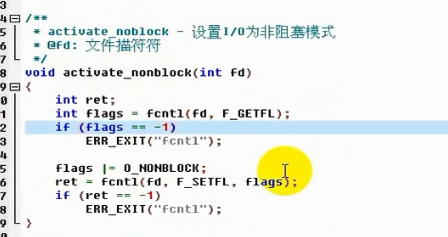 3
4 /**
5 * activate_noblock - 设置I/O为非阻塞模式
6 * @fd: 文件描符符
7 */
8 void activate_nonblock(int fd)
9 {
0 int ret;
1 int flags = fcntl(fd, F_GETFL);
2 if (flags == -1)
3 ERR_EXIT("fcntl");
4
5 flags |= O_NONBLOCK;
6 ret = fcntl(fd, F_SETFL, flags);
7 if (ret == -1)
8 ERR_EXIT("fcntl");
9 }